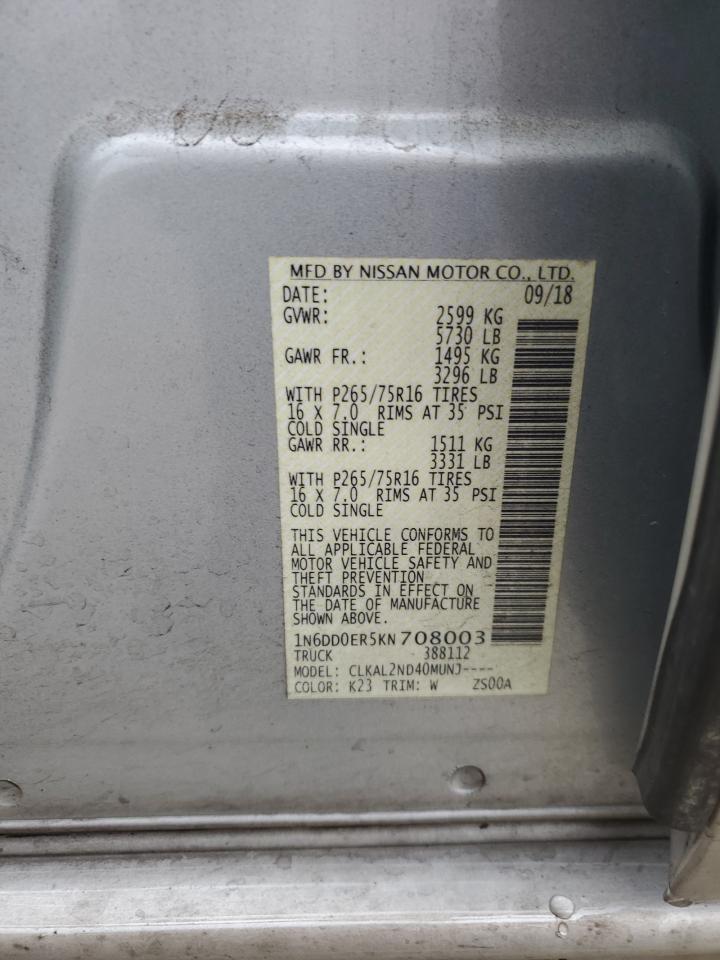 MFD BY NISSAN MOTOR CO., LTD.
DATE: 09/18
GVWR: 2599 KG
5730 LB
GAWR FR.: 1495 KG
3296 LB
WITH P265/75R16 TIRES
16 X 7.0 RIMS AT 35 PSI
COLD SINGLE
GAWR RR.: 1511 KG
3331 LB
WITH P265/75R16 TIRES
16 X 7.0 RIMS AT 35 PSI
COLD SINGLE
THIS VEHICLE CONFORMS TO
ALL APPLICABLE FEDERAL
MOTOR VEHICLE SAFETY AND
THEFT PREVENTION
STANDARDS IN EFFECT ON
THE DATE OF MANUFACTURE
SHOWN ABOVE.
1N6DD0ER5KN708003
TRUCK 388112
MODEL: CLKAL2ND40MUNJ----
COLOR: K23 TRIM: W ZS00A